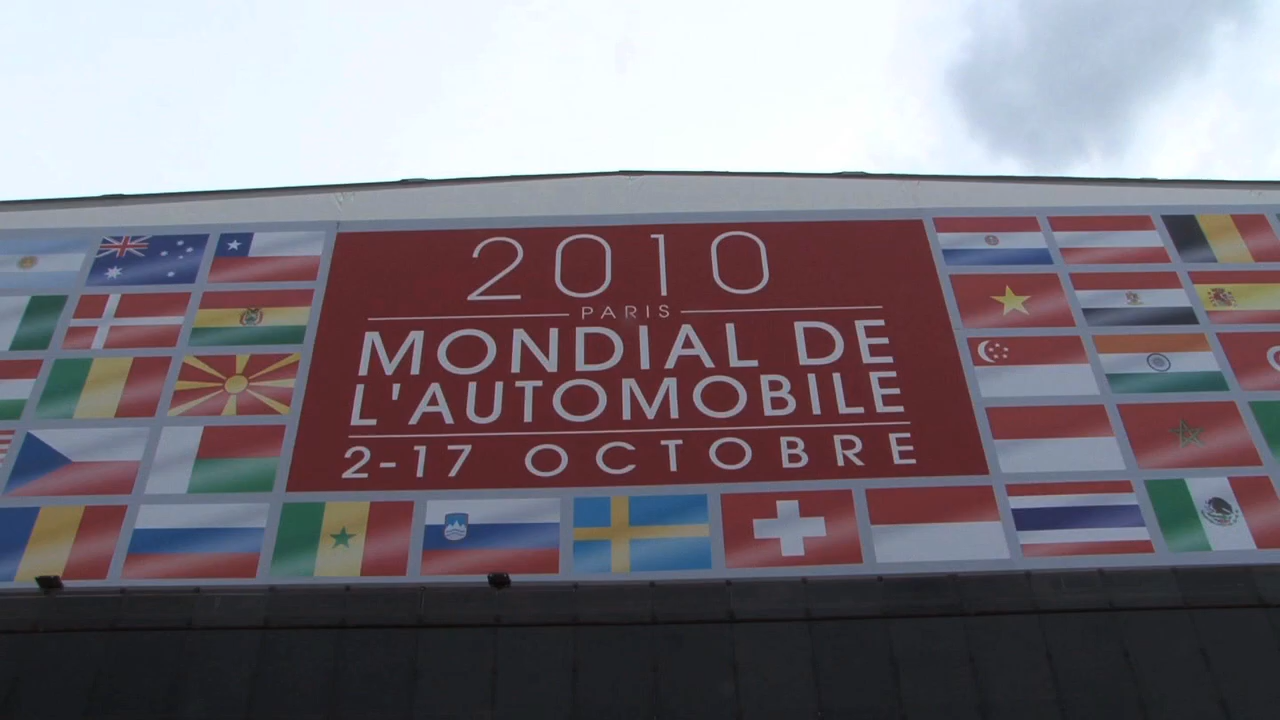 2010
PARIS
MONDIAL DE
L'AUTOMOBILE
2-17 OCTOBRE